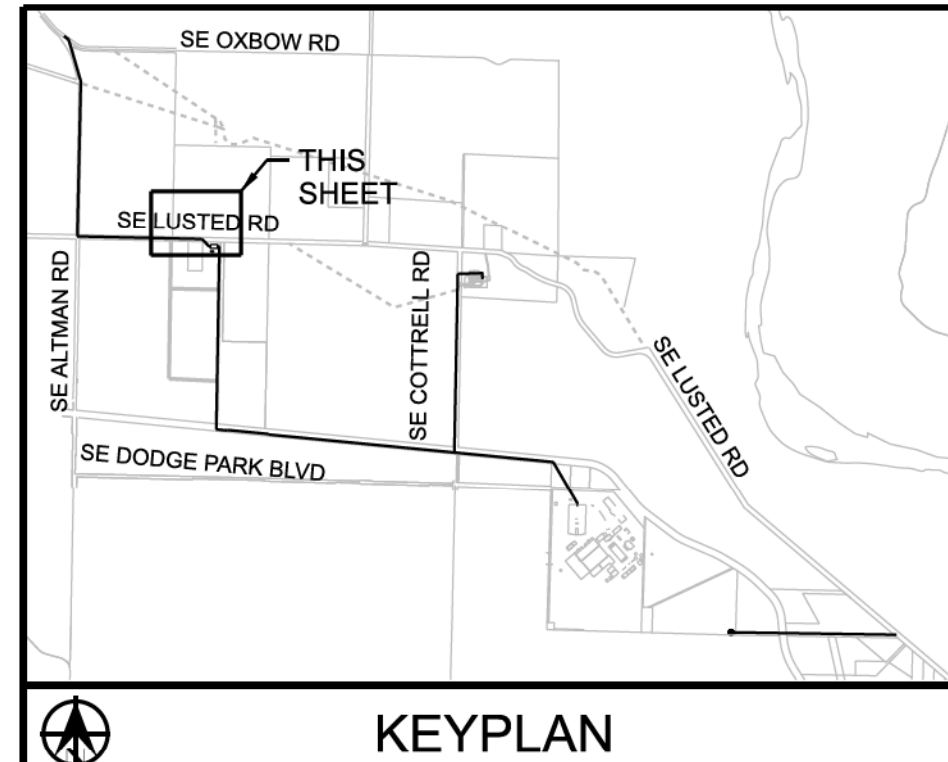 SE OXBOW RD
THIS
SHEET
SE LUSTED RD
SE ALTMAN RD
SE COTTRELL RD
SE LUSTED RD
SE DODGE PARK BLVD
KEYPLAN